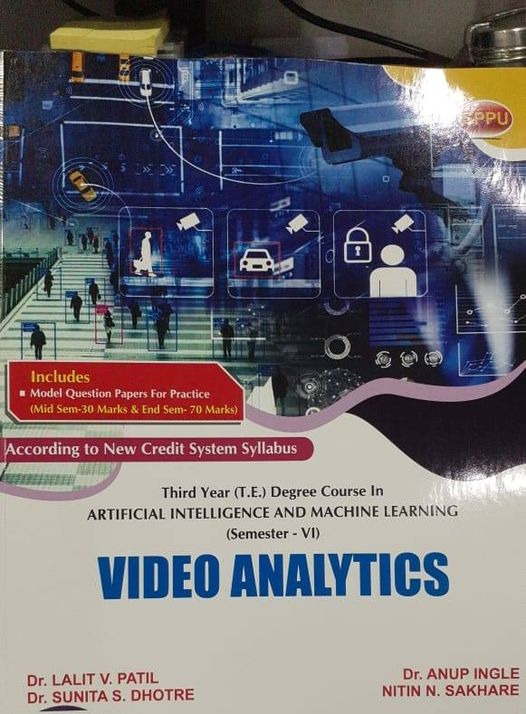 SPPU
Includes
▪ Model Question Papers For Practice
(Mid Sem-30 Marks & End Sem- 70 Marks)
According to New Credit System Syllabus
Third Year (T.E.) Degree Course In
ARTIFICIAL INTELLIGENCE AND MACHINE LEARNING
(Semester - VI)
VIDEO ANALYTICS
Dr. LALIT V. PATIL
Dr. SUNITA S. DHOTRE
Dr. ANUP INGLE
NITIN N. SAKHARE